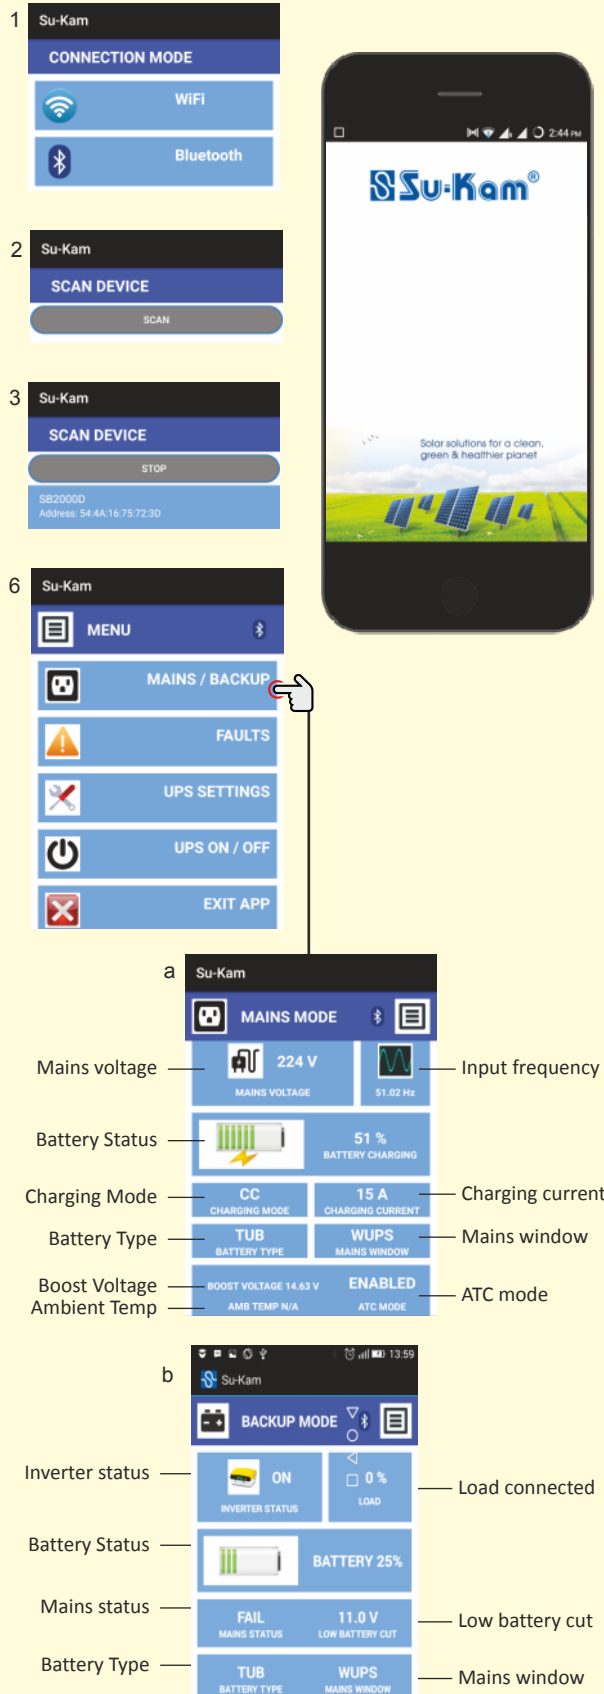 1
Su-Kam
CONNECTION MODE
WiFi
Bluetooth
2
Su-Kam
SCAN DEVICE
SCAN
3
Su-Kam
SCAN DEVICE
STOP
SB2000D
Address: 54:4A:16:75:72:3D
2:44 PM
Su-Kam®
Solar solutions for a clean,
green & healthier planet
6
Su-Kam
MENU
MAINS / BACKUP
FAULTS
UPS SETTINGS
UPS ON / OFF
EXIT APP
a
Su-Kam
MAINS MODE
Mains voltage
224 V
MAINS VOLTAGE
51.02 Hz
Input frequency
Battery Status
51 %
BATTERY CHARGING
Charging Mode
CC
CHARGING MODE
15 A
CHARGING CURRENT
Charging current
Battery Type
TUB
BATTERY TYPE
WUPS
MAINS WINDOW
Mains window
Boost Voltage
BOOST VOLTAGE 14.63 V
ENABLED
ATC mode
Ambient Temp
AMB TEMP N/A
ATC MODE
13:59
b
Su-Kam
BACKUP MODE
Inverter status
ON
INVERTER STATUS
0 %
LOAD
Load connected
Battery Status
BATTERY 25%
Mains status
FAIL
MAINS STATUS
11.0 V
LOW BATTERY CUT
Low battery cut
Battery Type
TUB
BATTERY TYPE
WUPS
MAINS WINDOW
Mains window